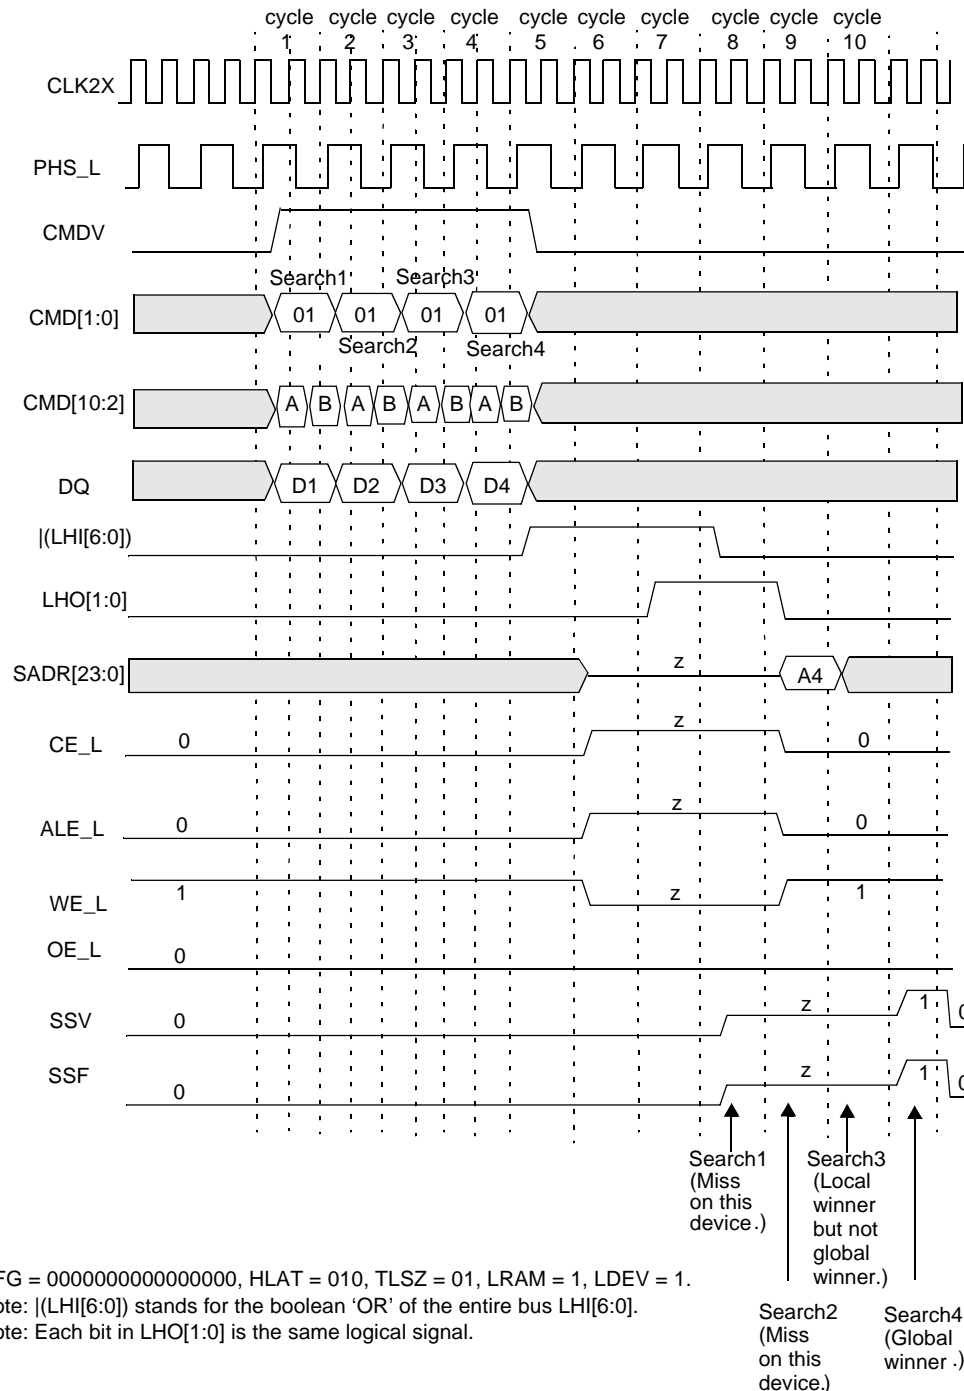 cycle cycle cycle cycle cycle cycle cycle cycle cycle cycle
1 2 3 4 5 6 7 8 9 10
CLK2X
PHS_L
CMDV
Search1 Search3
CMD[1:0] 01 01 01 01
Search2 Search4
CMD[10:2] A B A B A B A B
DQ D1 D2 D3 D4
|(LHI[6:0])
LHO[1:0]
SADR[23:0] z A4
CE_L 0 z 0
ALE_L 0 z 0
WE_L 1 z 1
OE_L 0
SSV 0 z 1 0
SSF 0 z 1 0
Search1
(Miss
on this
device.)
Search3
(Local
winner
but not
global
winner.)
Search2
(Miss
on this
device.)
Search4
(Global
winner .)
FG = 0000000000000000, HLAT = 010, TLSZ = 01, LRAM = 1, LDEV = 1.
ote: |(LHI[6:0]) stands for the boolean ‘OR’ of the entire bus LHI[6:0].
ote: Each bit in LHO[1:0] is the same logical signal.